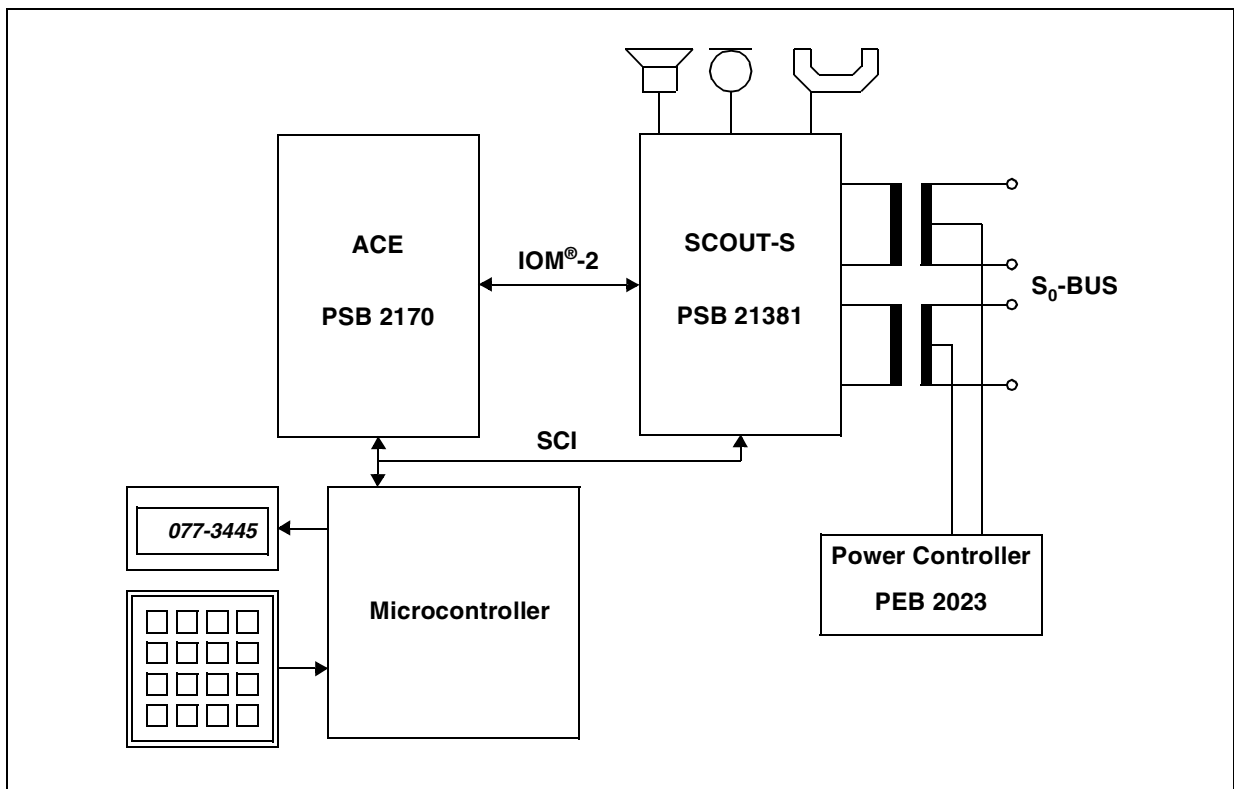 ACE
PSB 2170
IOM®-2
SCOUT-S
PSB 21381
S₀-BUS
SCI
077-3445
Microcontroller
Power Controller
PEB 2023